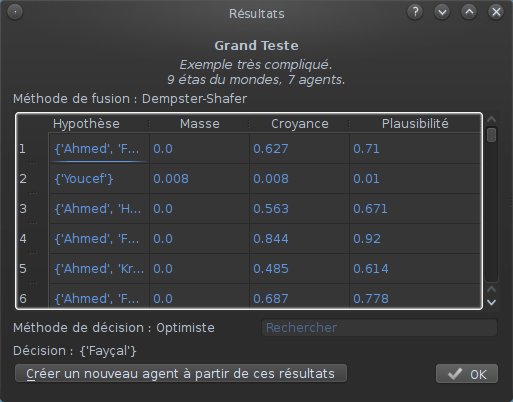 Résultats
Grand Teste
Exemple très compliqué.
9 étas du mondes, 7 agents.
Méthode de fusion : Dempster-Shafer
Hypothèse Masse Croyance Plausibilité
1 {'Ahmed', 'F... 0.0 0.627 0.71
2 {'Youcef'} 0.008 0.008 0.01
3 {'Ahmed', 'H... 0.0 0.563 0.671
4 {'Ahmed', 'F... 0.0 0.844 0.92
5 {'Ahmed', 'Kr... 0.0 0.485 0.614
6 {'Ahmed', 'F... 0.0 0.687 0.778
Méthode de décision : Optimiste Rechercher
Décision : {'Fayçal'}
Créer un nouveau agent à partir de ces résultats OK